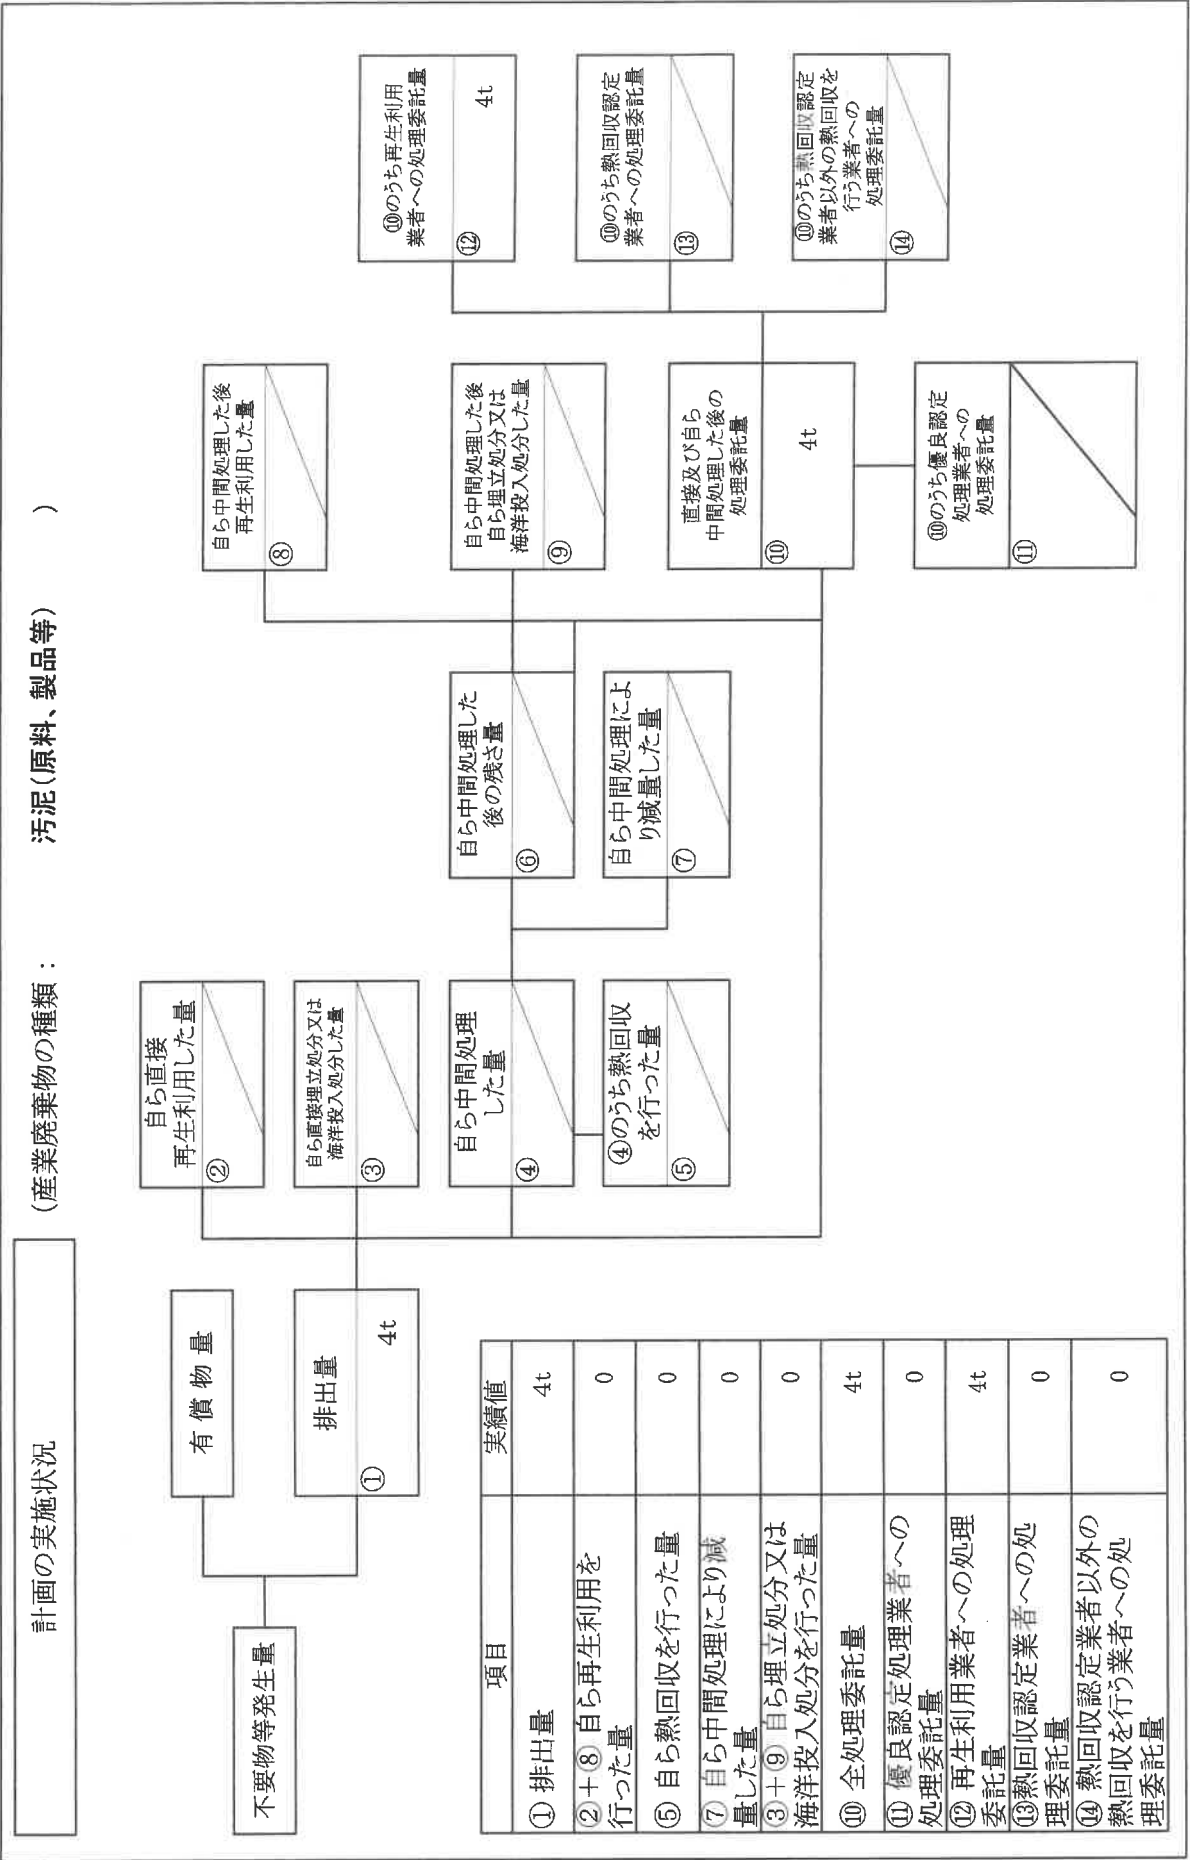 計画の実施状況
(産業廃棄物の種類： 汚泥(原料、製品等) )
不要物等発生量
有償物量
排出量
① 4t
自ら直接
再生利用した量
②
自ら直接埋立処分又は
海洋投入処分した量
③
自ら中間処理
した量
④
④のうち熱回収
を行った量
⑤
自ら中間処理した
後の残さ量
⑥
自ら中間処理によ
り減量した量
⑦
自ら中間処理した後
再生利用した量
⑧
自ら中間処理した後
自ら埋立処分又は
海洋投入処分した量
⑨
直接及び自ら
中間処理した後の
処理委託量
⑩ 4t
⑩のうち優良認定
処理業者への
処理委託量
⑪
⑩のうち再生利用
業者への処理委託量
⑫ 4t
⑩のうち熱回収認定
業者への処理委託量
⑬
⑩のうち熱回収認定
業者以外の熱回収を
行う業者への
処理委託量
⑭
項目 実績値
① 排出量 4t
②＋⑧ 自ら再生利用を
行った量 0
⑤ 自ら熱回収を行った量 0
⑦ 自ら中間処理により減
量した量 0
③＋⑨ 自ら埋立処分又は
海洋投入処分を行った量 0
⑩ 全処理委託量 4t
⑪ 優良認定処理業者への
処理委託量 0
⑫ 再生利用業者への処理
委託量 4t
⑬熱回収認定業者への処
理委託量 0
⑭ 熱回収認定業者以外の
熱回収を行う業者への処
理委託量 0